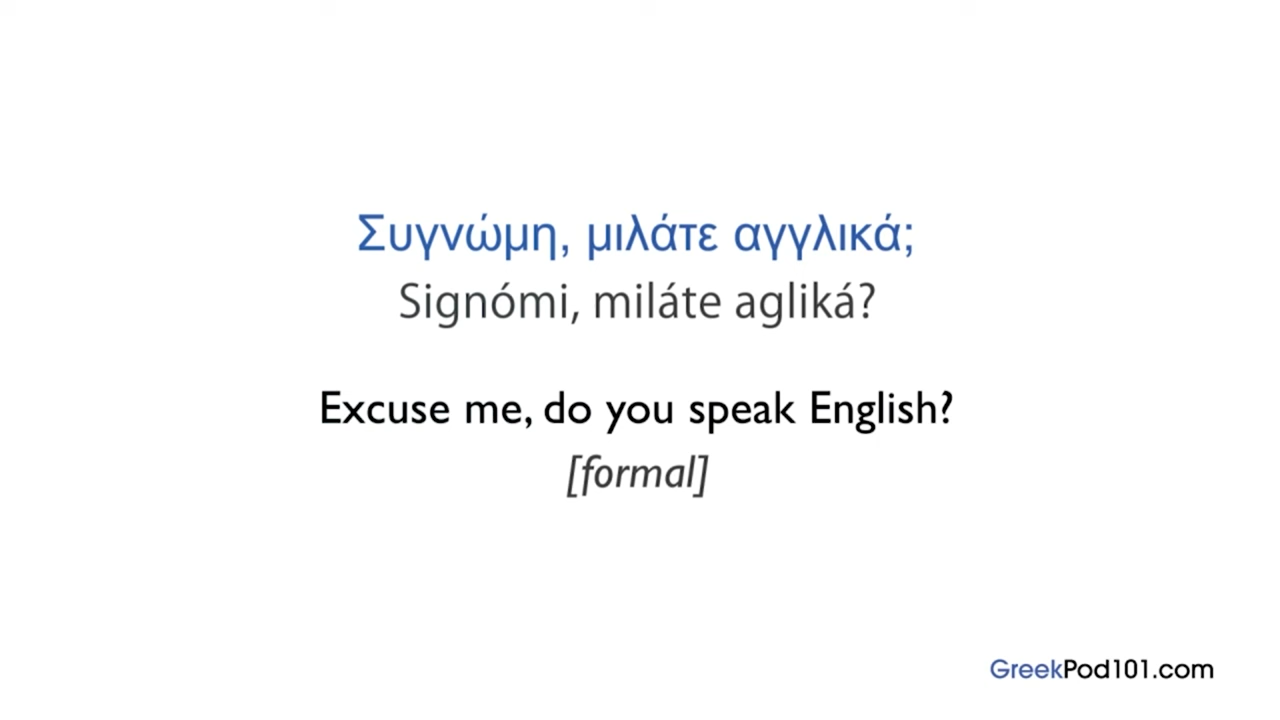 Συγνώμη, μιλάτε αγγλικά;
Signómi, miláte agliká?
Excuse me, do you speak English?
[formal]
GreekPod101.com